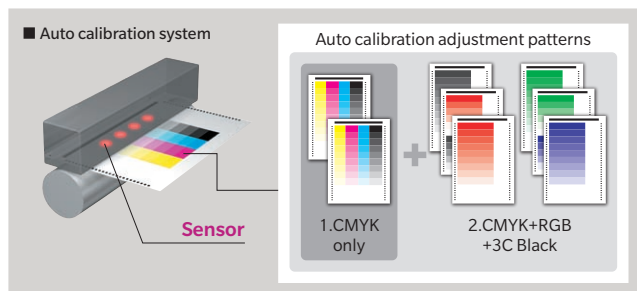 ■ Auto calibration system
Auto calibration adjustment patterns
Sensor
1.CMYK
only
2.CMYK+RGB
+3C Black